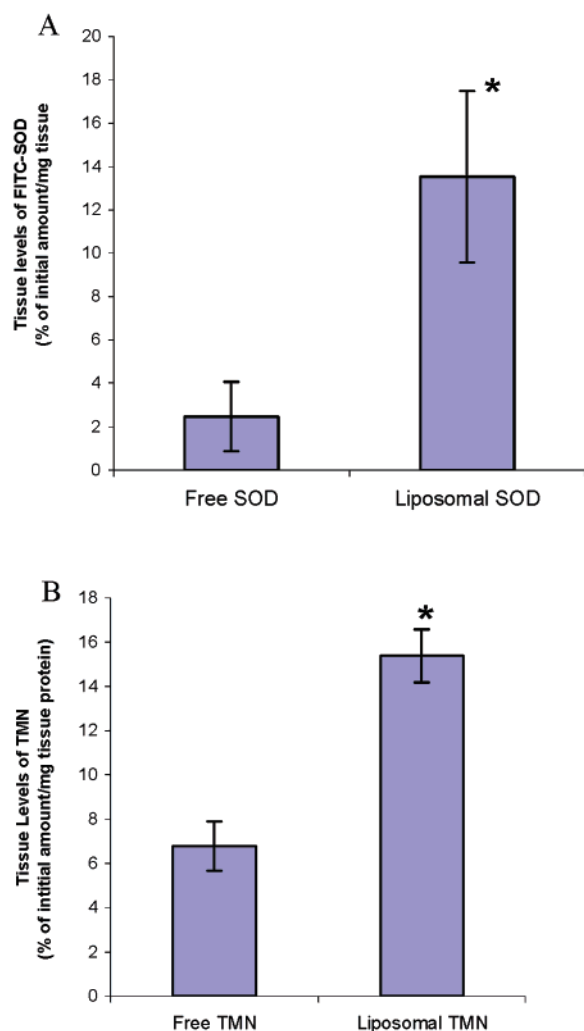 A
Tissue levels of FITC-SOD
(% of initial amount/mg tissue
20
18
16
14
12
10
8
6
4
2
0
*
Free SOD Liposomal SOD
B
Tissue Levels of TMN
(% of intitial amount/mg tissue protein)
18
16
14
12
10
8
6
4
2
0
*
Free TMN Liposomal TMN